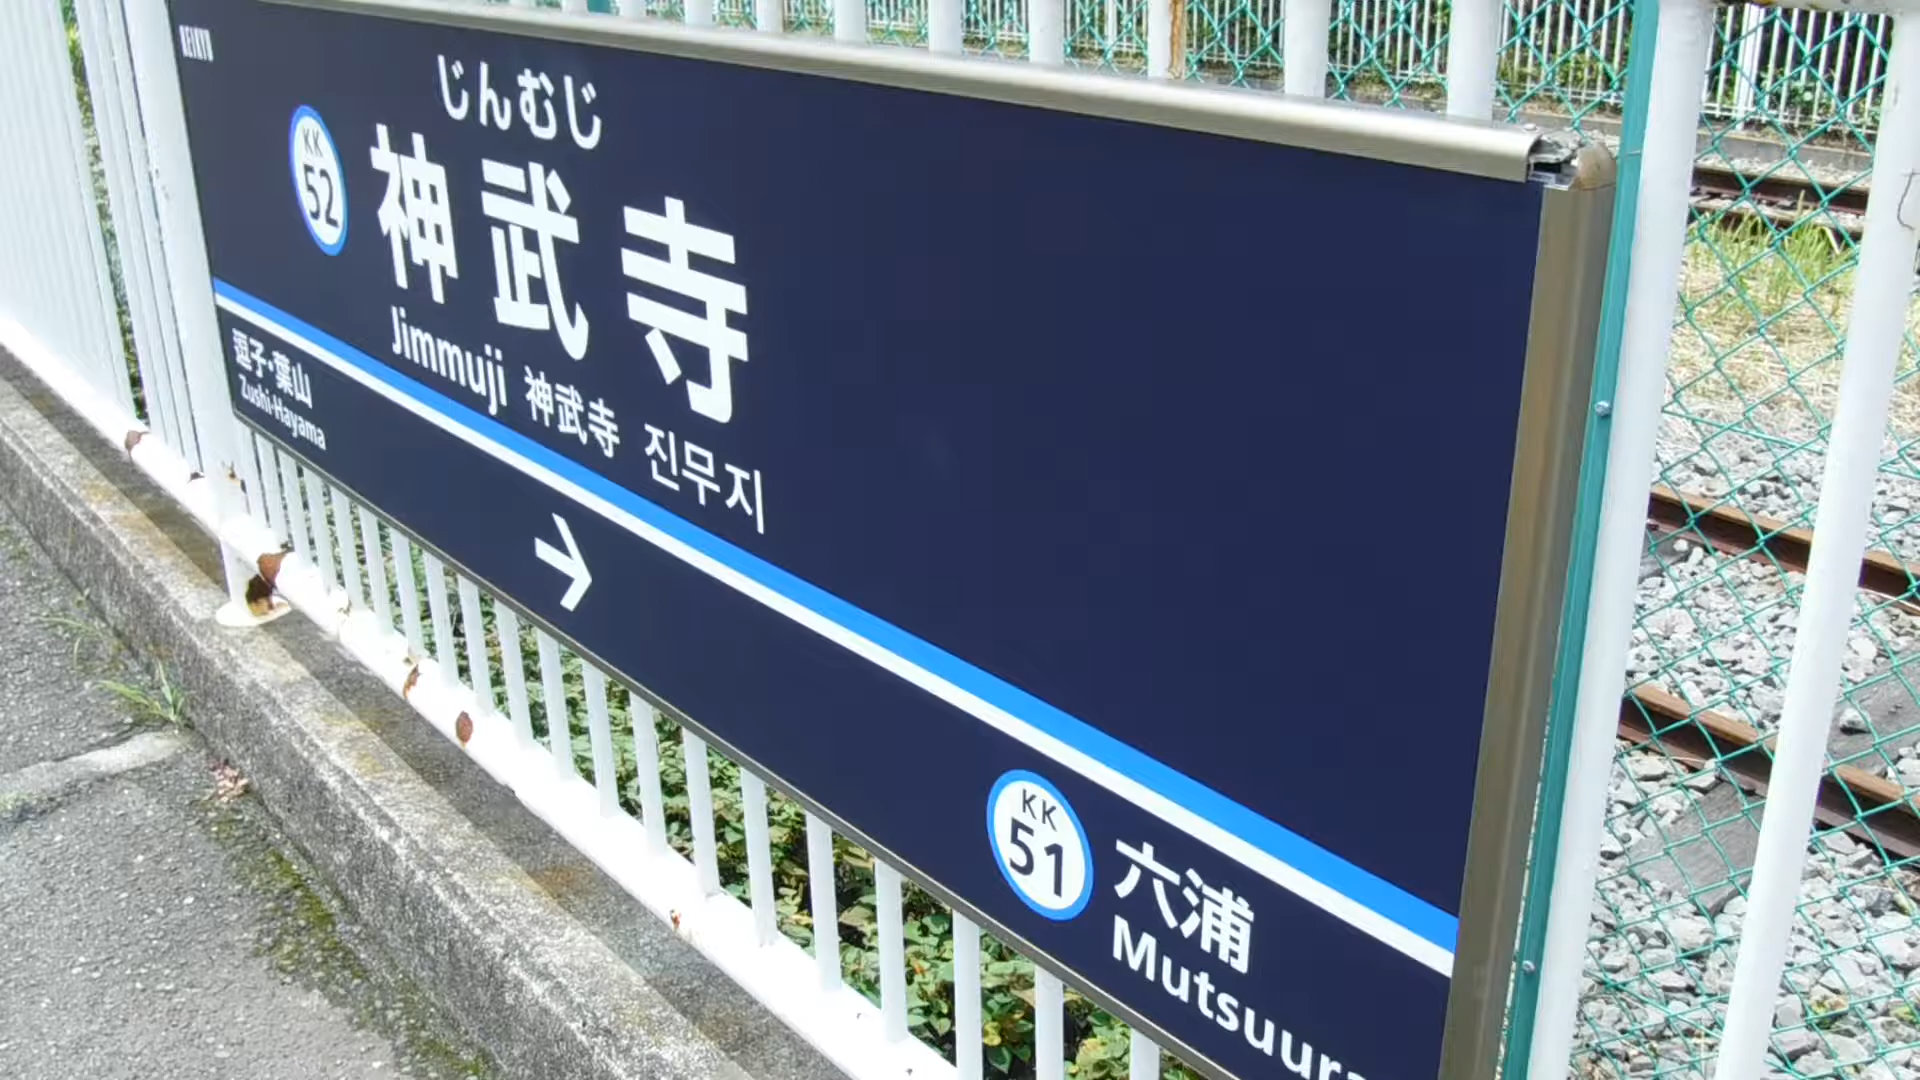 KEIKYU
じんむじ
KK
52
神武寺
Jimmuji 神武寺 진무지
逗子・葉山
Zushi-Hayama
→
KK
51
六浦
Mutsuura